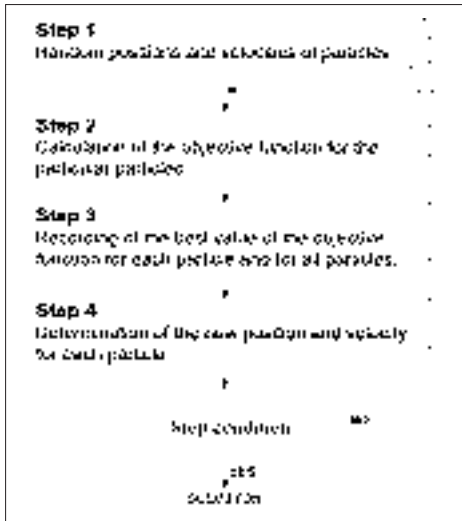 Step 1
Random positions and velocities of particles
Step 2
Calculation of the objective function for the
particular particles
Step 3
Recording of the best value of the objective
function for each particle and for all particles.
Step 4
Determination of the new position and velocity
for each particle
Stop condition
NO
YES